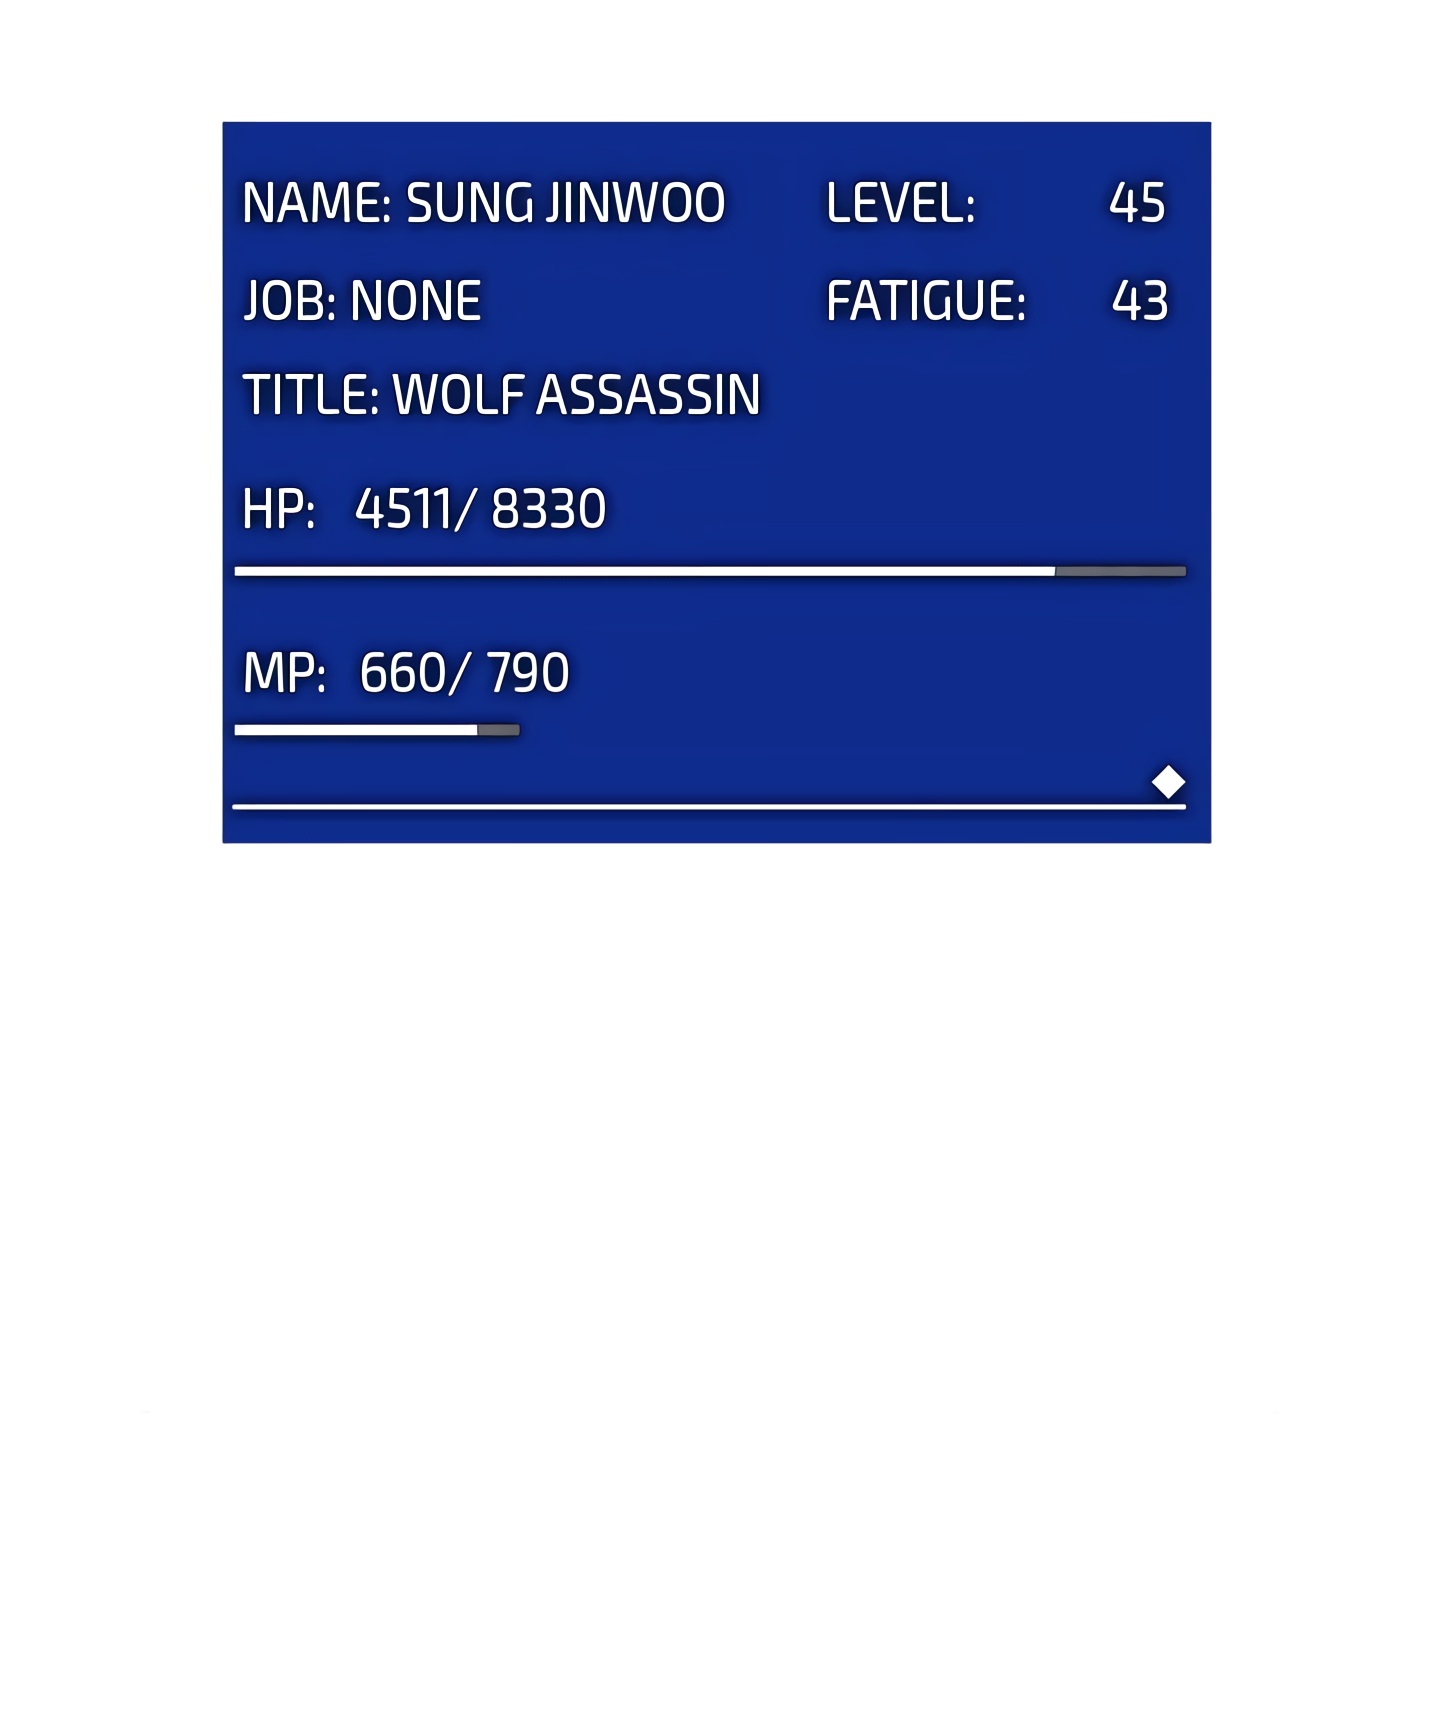 NAME: SUNG JINWOO LEVEL: 45
JOB: NONE FATIGUE: 43
TITLE: WOLF ASSASSIN
HP: 4511/ 8330
MP: 660/ 790